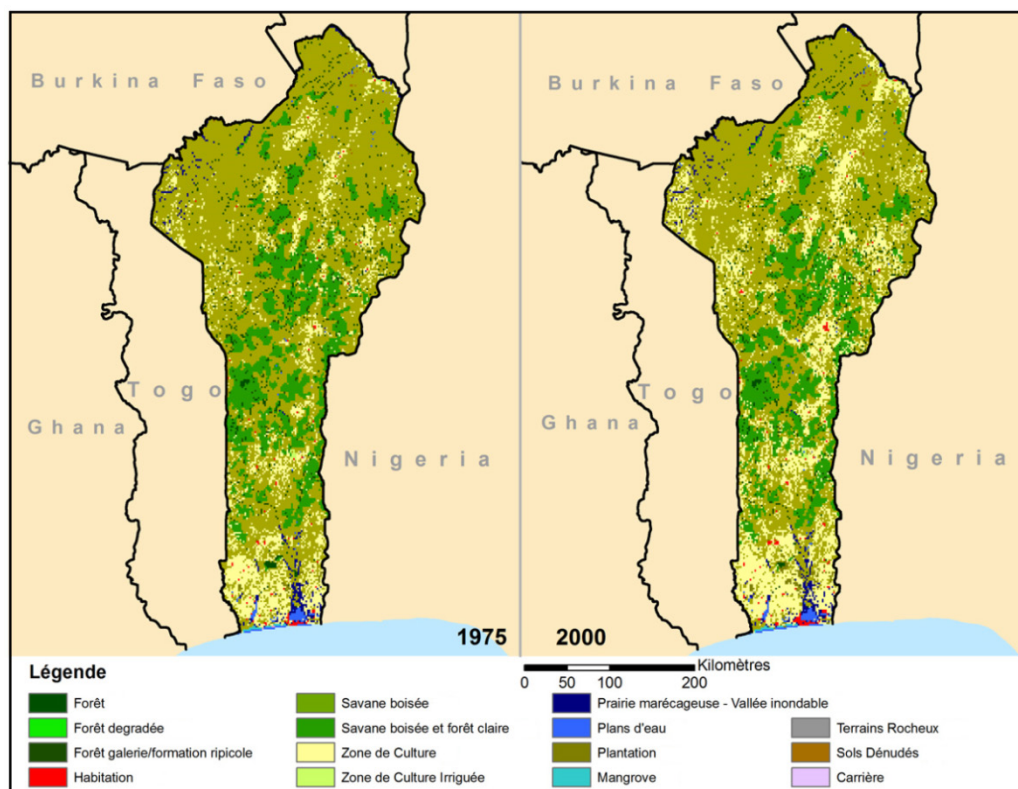 Burkina Faso
Togo
Ghana
Nigeria
1975
Burkina Faso
Togo
Ghana
Nigeria
2000
Kilomètres
0 50 100 200
Légende
Forêt
Forêt degradée
Forêt galerie/formation ripicole
Habitation
Savane boisée
Savane boisée et forêt claire
Zone de Culture
Zone de Culture Irriguée
Prairie marécageuse - Vallée inondable
Plans d'eau
Plantation
Mangrove
Terrains Rocheux
Sols Dénudés
Carrière